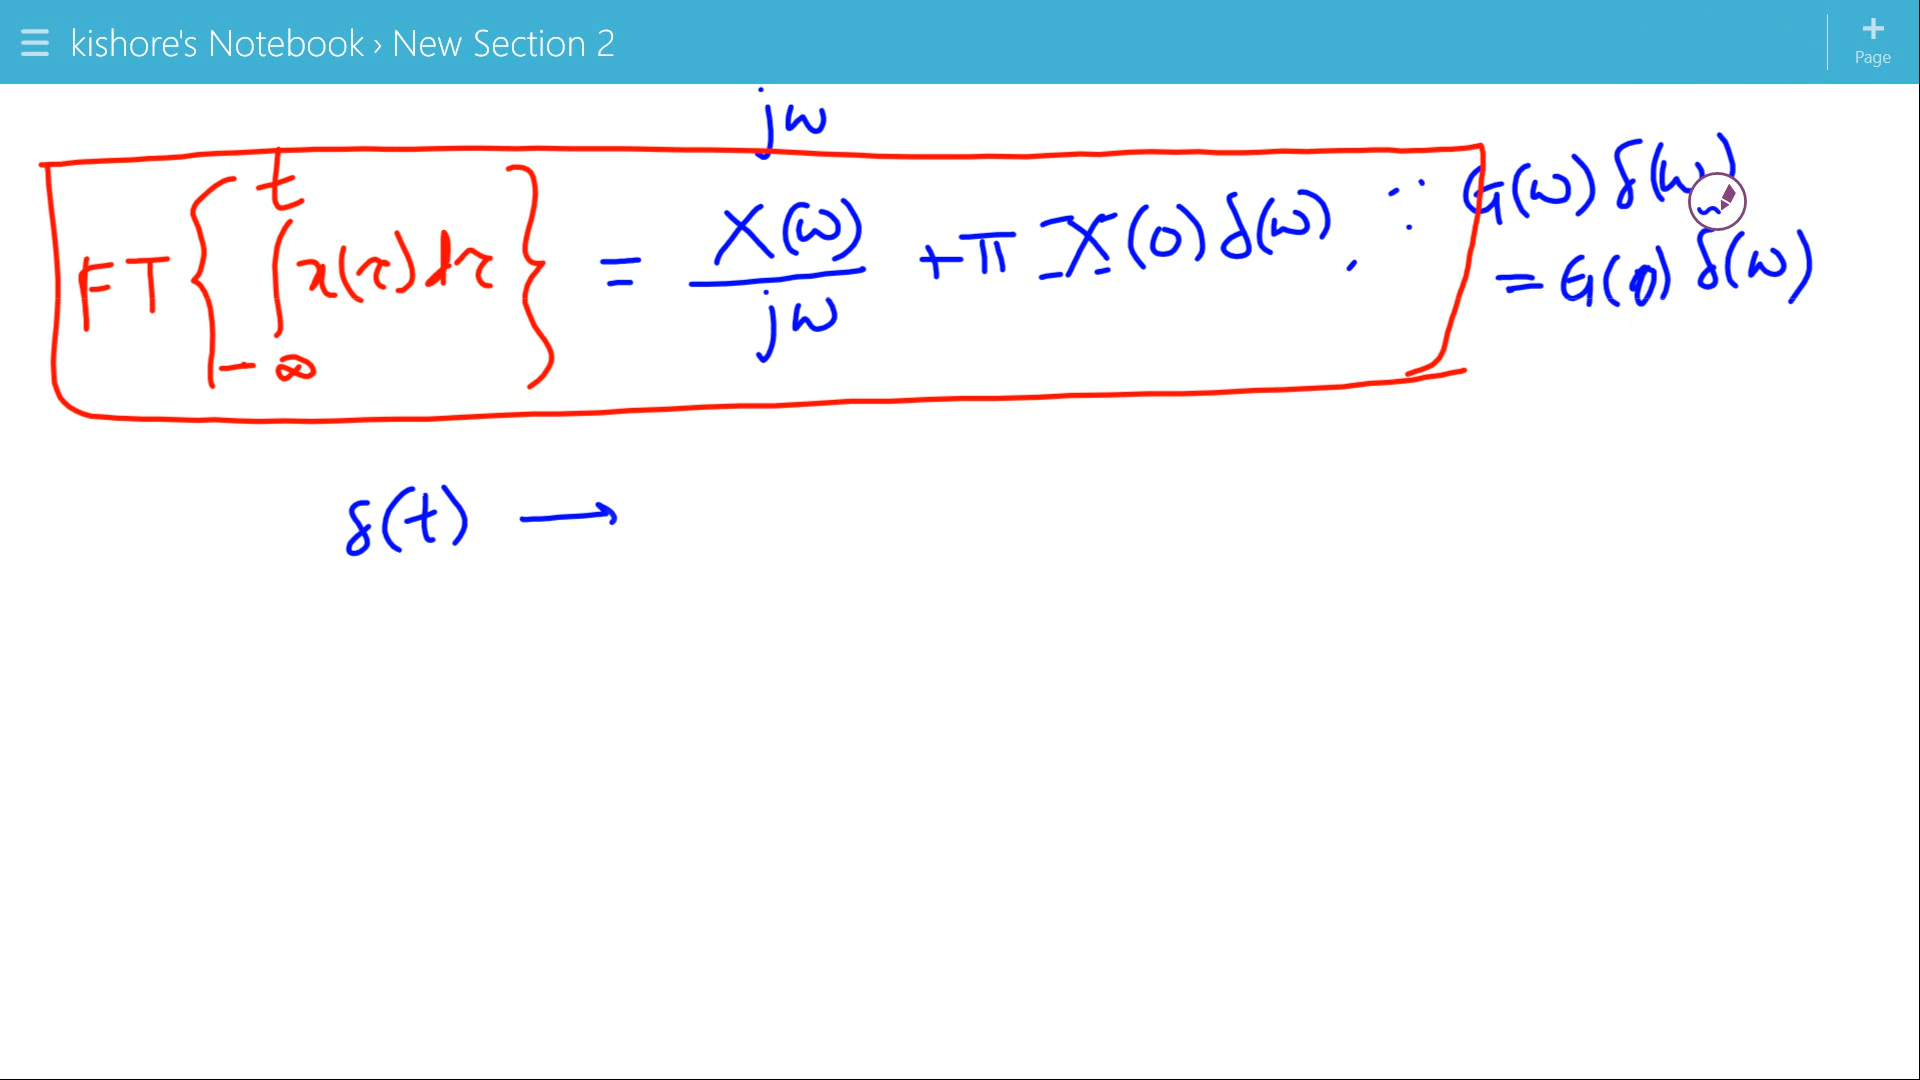 kishore's Notebook › New Section 2
Page
jω
FT { ∫_{-∞}^{t} x(τ) dτ } = X(ω)/jω + π X(0) δ(ω) . ∵ G(ω) δ(ω)
= G(0) δ(ω)
δ(t) →